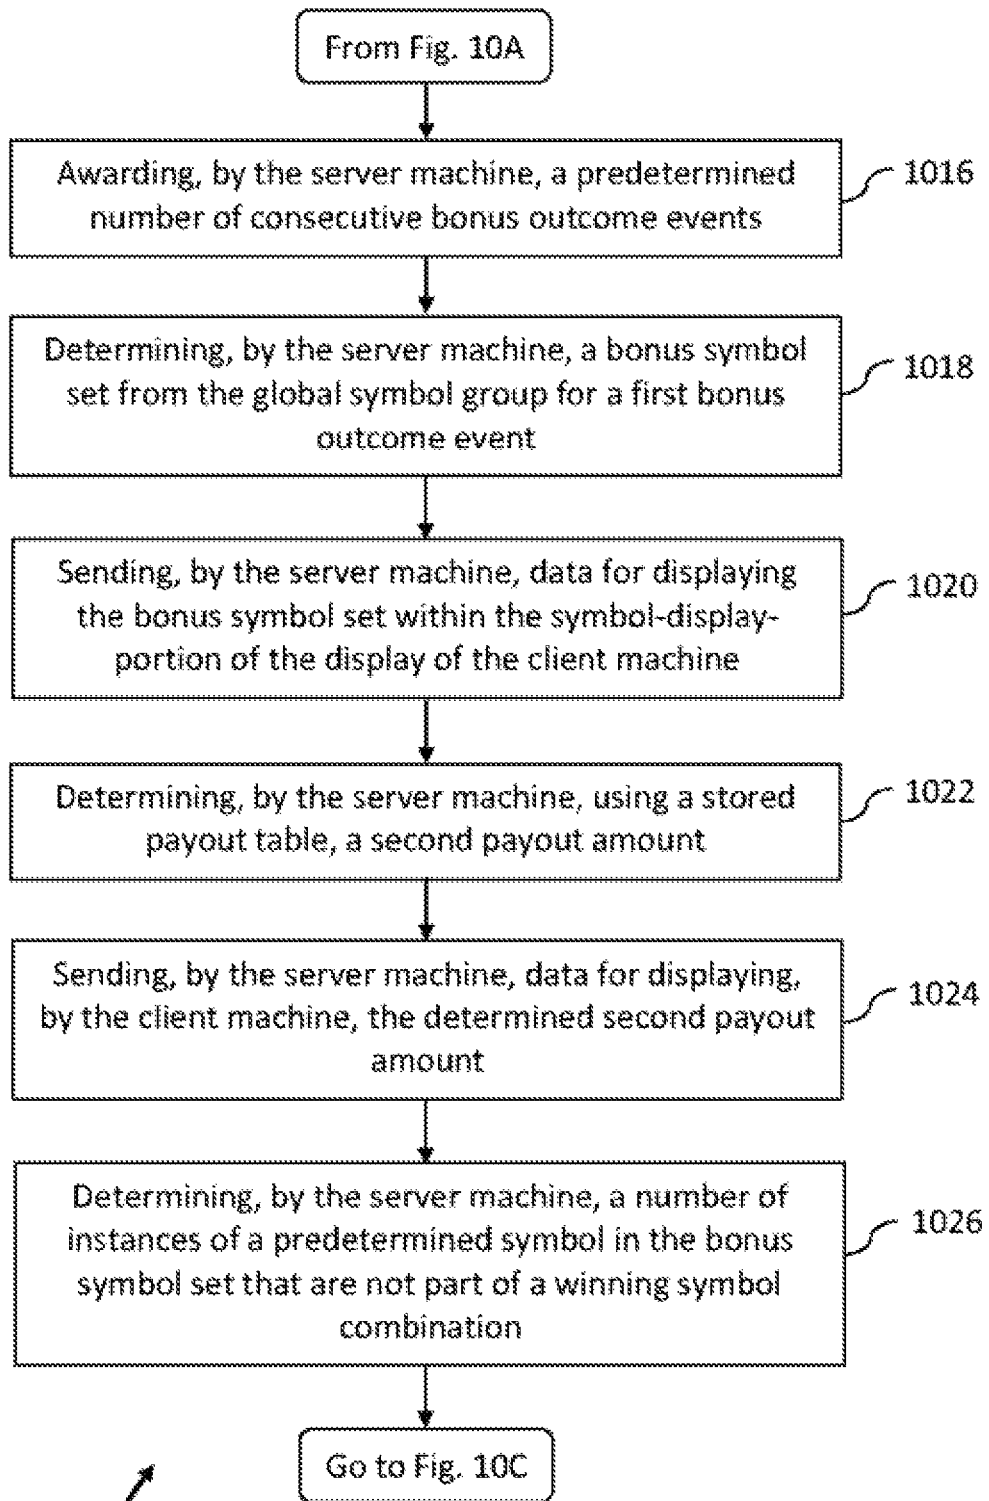 From Fig. 10A
Awarding, by the server machine, a predetermined
number of consecutive bonus outcome events
1016
Determining, by the server machine, a bonus symbol
set from the global symbol group for a first bonus
outcome event
1018
Sending, by the server machine, data for displaying
the bonus symbol set within the symbol-display-
portion of the display of the client machine
1020
Determining, by the server machine, using a stored
payout table, a second payout amount
1022
Sending, by the server machine, data for displaying,
by the client machine, the determined second payout
amount
1024
Determining, by the server machine, a number of
instances of a predetermined symbol in the bonus
symbol set that are not part of a winning symbol
combination
1026
Go to Fig. 10C